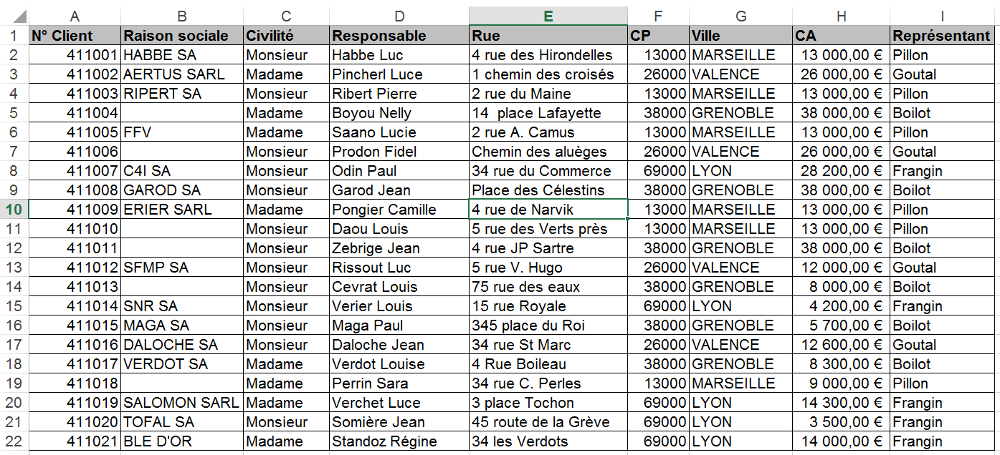 A B C D E F G H I
1 N° Client Raison sociale Civilité Responsable Rue CP Ville CA Représentant
2 411001 HABBE SA Monsieur Habbe Luc 4 rue des Hirondelles 13000 MARSEILLE 13 000,00 € Pillon
3 411002 AERTUS SARL Madame Pincherl Luce 1 chemin des croisés 26000 VALENCE 26 000,00 € Goutal
4 411003 RIPERT SA Monsieur Ribert Pierre 2 rue du Maine 13000 MARSEILLE 13 000,00 € Pillon
5 411004 Madame Boyou Nelly 14  place Lafayette 38000 GRENOBLE 38 000,00 € Boilot
6 411005 FFV Madame Saano Lucie 2 rue A. Camus 13000 MARSEILLE 13 000,00 € Pillon
7 411006 Monsieur Prodon Fidel Chemin des aluèges 26000 VALENCE 26 000,00 € Goutal
8 411007 C4I SA Monsieur Odin Paul 34 rue du Commerce 69000 LYON 28 200,00 € Frangin
9 411008 GAROD SA Monsieur Garod Jean Place des Célestins 38000 GRENOBLE 38 000,00 € Boilot
10 411009 ERIER SARL Madame Pongier Camille 4 rue de Narvik 13000 MARSEILLE 13 000,00 € Pillon
11 411010 Monsieur Daou Louis 5 rue des Verts près 13000 MARSEILLE 13 000,00 € Pillon
12 411011 Monsieur Zebrige Jean 4 rue JP Sartre 38000 GRENOBLE 38 000,00 € Boilot
13 411012 SFMP SA Monsieur Rissout Luc 5 rue V. Hugo 26000 VALENCE 12 000,00 € Goutal
14 411013 Monsieur Cevrat Louis 75 rue des eaux 38000 GRENOBLE 8 000,00 € Boilot
15 411014 SNR SA Monsieur Verier Louis 15 rue Royale 69000 LYON 4 200,00 € Frangin
16 411015 MAGA SA Monsieur Maga Paul 345 place du Roi 38000 GRENOBLE 5 700,00 € Boilot
17 411016 DALOCHE SA Monsieur Daloche Jean 34 rue St Marc 26000 VALENCE 12 600,00 € Goutal
18 411017 VERDOT SA Madame Verdot Louise 4 Rue Boileau 38000 GRENOBLE 8 300,00 € Boilot
19 411018 Madame Perrin Sara 34 rue C. Perles 13000 MARSEILLE 9 000,00 € Pillon
20 411019 SALOMON SARL Madame Verchet Luce 3 place Tochon 69000 LYON 14 300,00 € Frangin
21 411020 TOFAL SA Monsieur Somière Jean 45 route de la Grève 69000 LYON 3 500,00 € Frangin
22 411021 BLE D'OR Madame Standoz Régine 34 les Verdots 69000 LYON 14 000,00 € Frangin